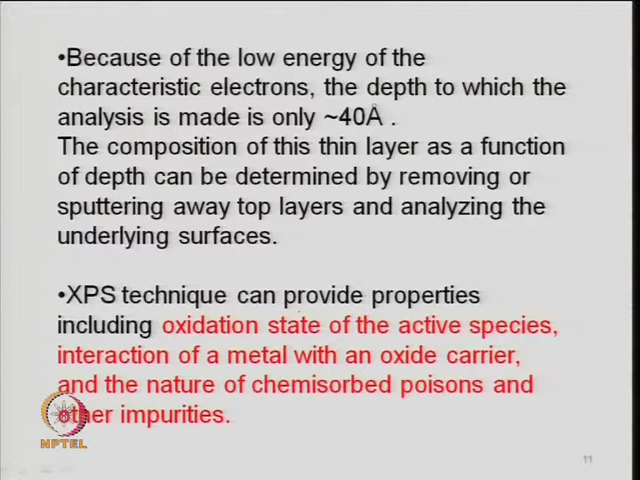 •Because of the low energy of the
characteristic electrons, the depth to which the
analysis is made is only ~40Å .
The composition of this thin layer as a function
of depth can be determined by removing or
sputtering away top layers and analyzing the
underlying surfaces.
•XPS technique can provide properties
including oxidation state of the active species,
interaction of a metal with an oxide carrier,
and the nature of chemisorbed poisons and
other impurities.
NPTEL
11